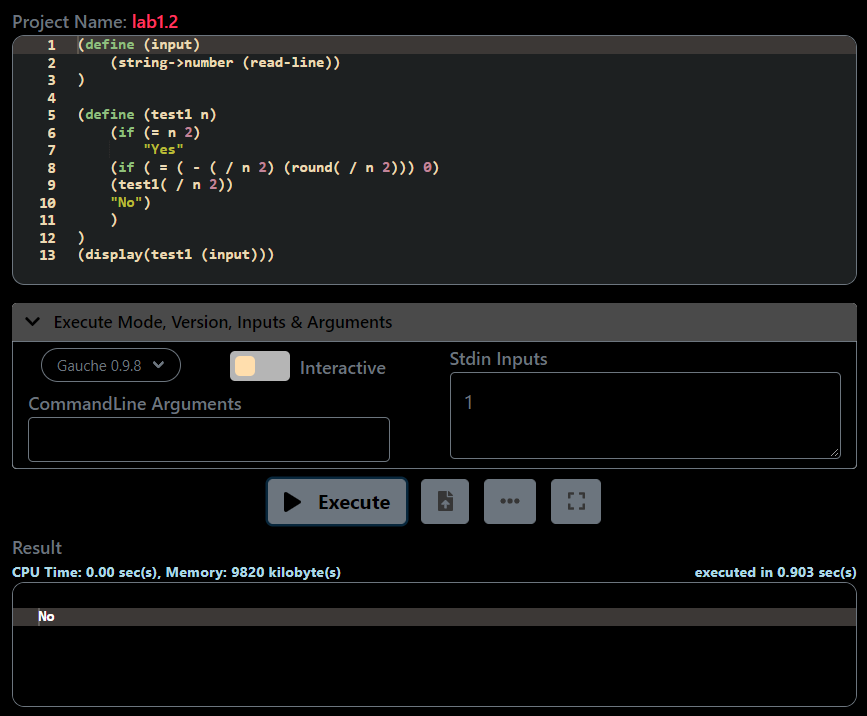 Project Name: lab1.2
1 (define (input)
2     (string->number (read-line))
3 )
4
5 (define (test1 n)
6     (if (= n 2)
7         "Yes"
8     (if ( = ( - ( / n 2) (round( / n 2))) 0)
9     (test1( / n 2))
10     "No")
11     )
12 )
13 (display(test1 (input)))
Execute Mode, Version, Inputs & Arguments
Gauche 0.9.8
Interactive
Stdin Inputs
CommandLine Arguments
1
Execute
Result
CPU Time: 0.00 sec(s), Memory: 9820 kilobyte(s)
executed in 0.903 sec(s)
No